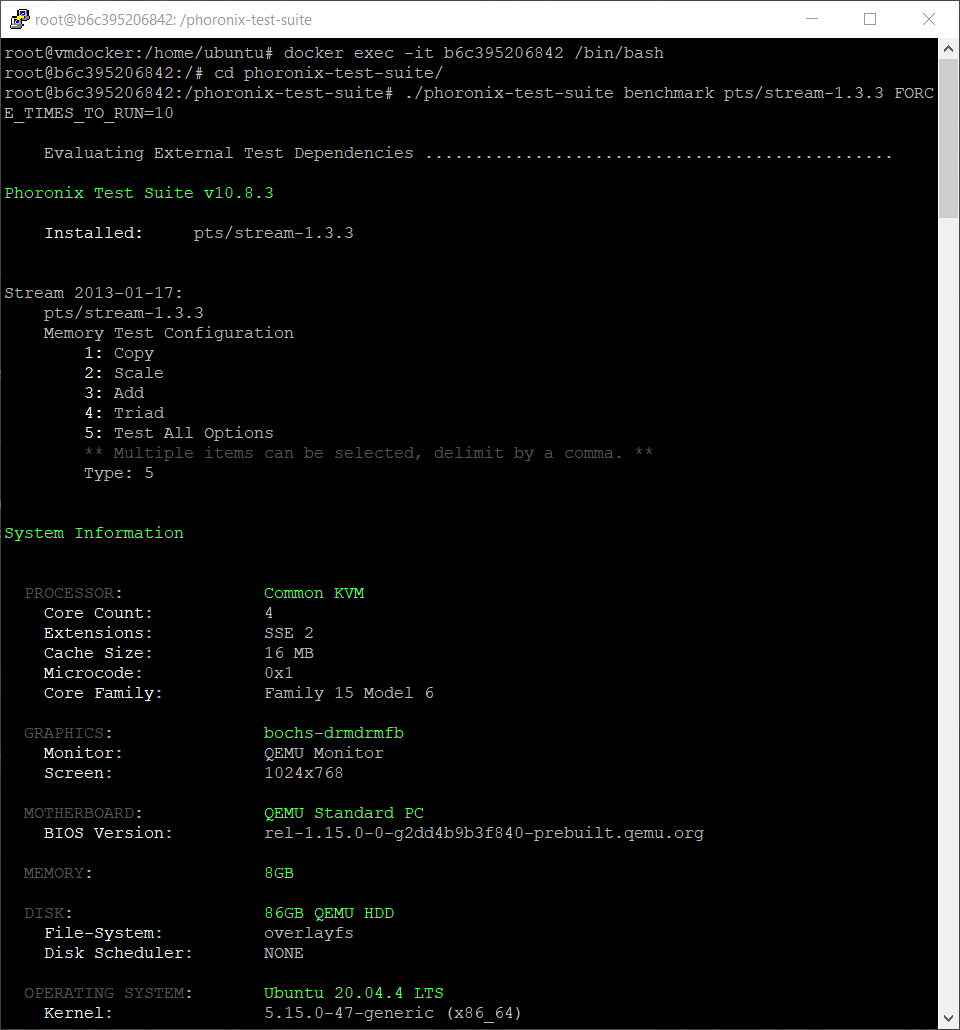 root@b6c395206842: /phoronix-test-suite
root@vmdocker:/home/ubuntu# docker exec -it b6c395206842 /bin/bash
root@b6c395206842:/# cd phoronix-test-suite/
root@b6c395206842:/phoronix-test-suite# ./phoronix-test-suite benchmark pts/stream-1.3.3 FORC
E_TIMES_TO_RUN=10
Evaluating External Test Dependencies ...............................................
Phoronix Test Suite v10.8.3
Installed: pts/stream-1.3.3
Stream 2013-01-17:
pts/stream-1.3.3
Memory Test Configuration
1: Copy
2: Scale
3: Add
4: Triad
5: Test All Options
** Multiple items can be selected, delimit by a comma. **
Type: 5
System Information
PROCESSOR: Common KVM
Core Count: 4
Extensions: SSE 2
Cache Size: 16 MB
Microcode: 0x1
Core Family: Family 15 Model 6
GRAPHICS: bochs-drmdrmfb
Monitor: QEMU Monitor
Screen: 1024x768
MOTHERBOARD: QEMU Standard PC
BIOS Version: rel-1.15.0-0-g2dd4b9b3f840-prebuilt.qemu.org
MEMORY: 8GB
DISK: 86GB QEMU HDD
File-System: overlayfs
Disk Scheduler: NONE
OPERATING SYSTEM: Ubuntu 20.04.4 LTS
Kernel: 5.15.0-47-generic (x86_64)